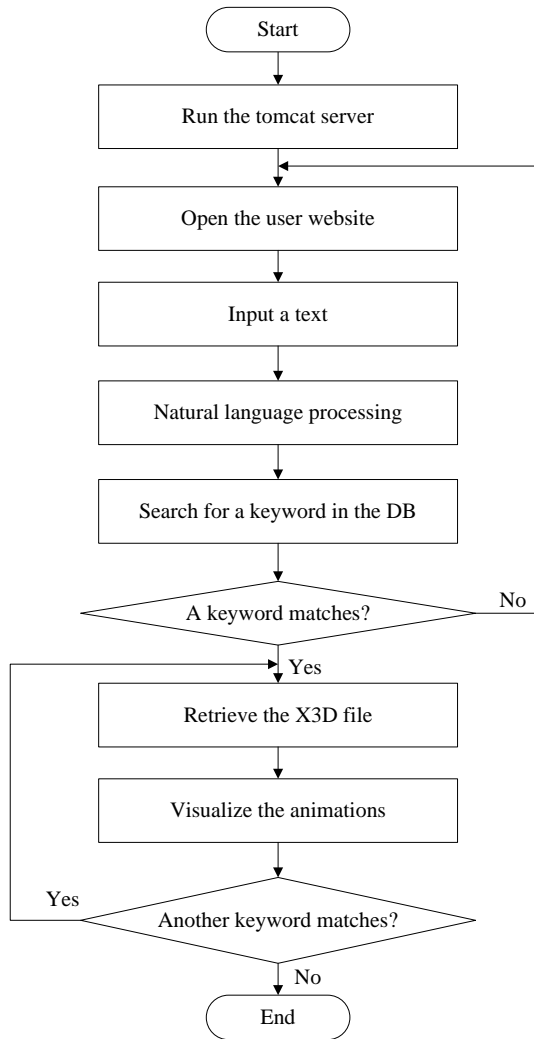 Start
Run the tomcat server
Open the user website
Input a text
Natural language processing
Search for a keyword in the DB
A keyword matches?
No
Yes
Retrieve the X3D file
Visualize the animations
Yes
Another keyword matches?
No
End